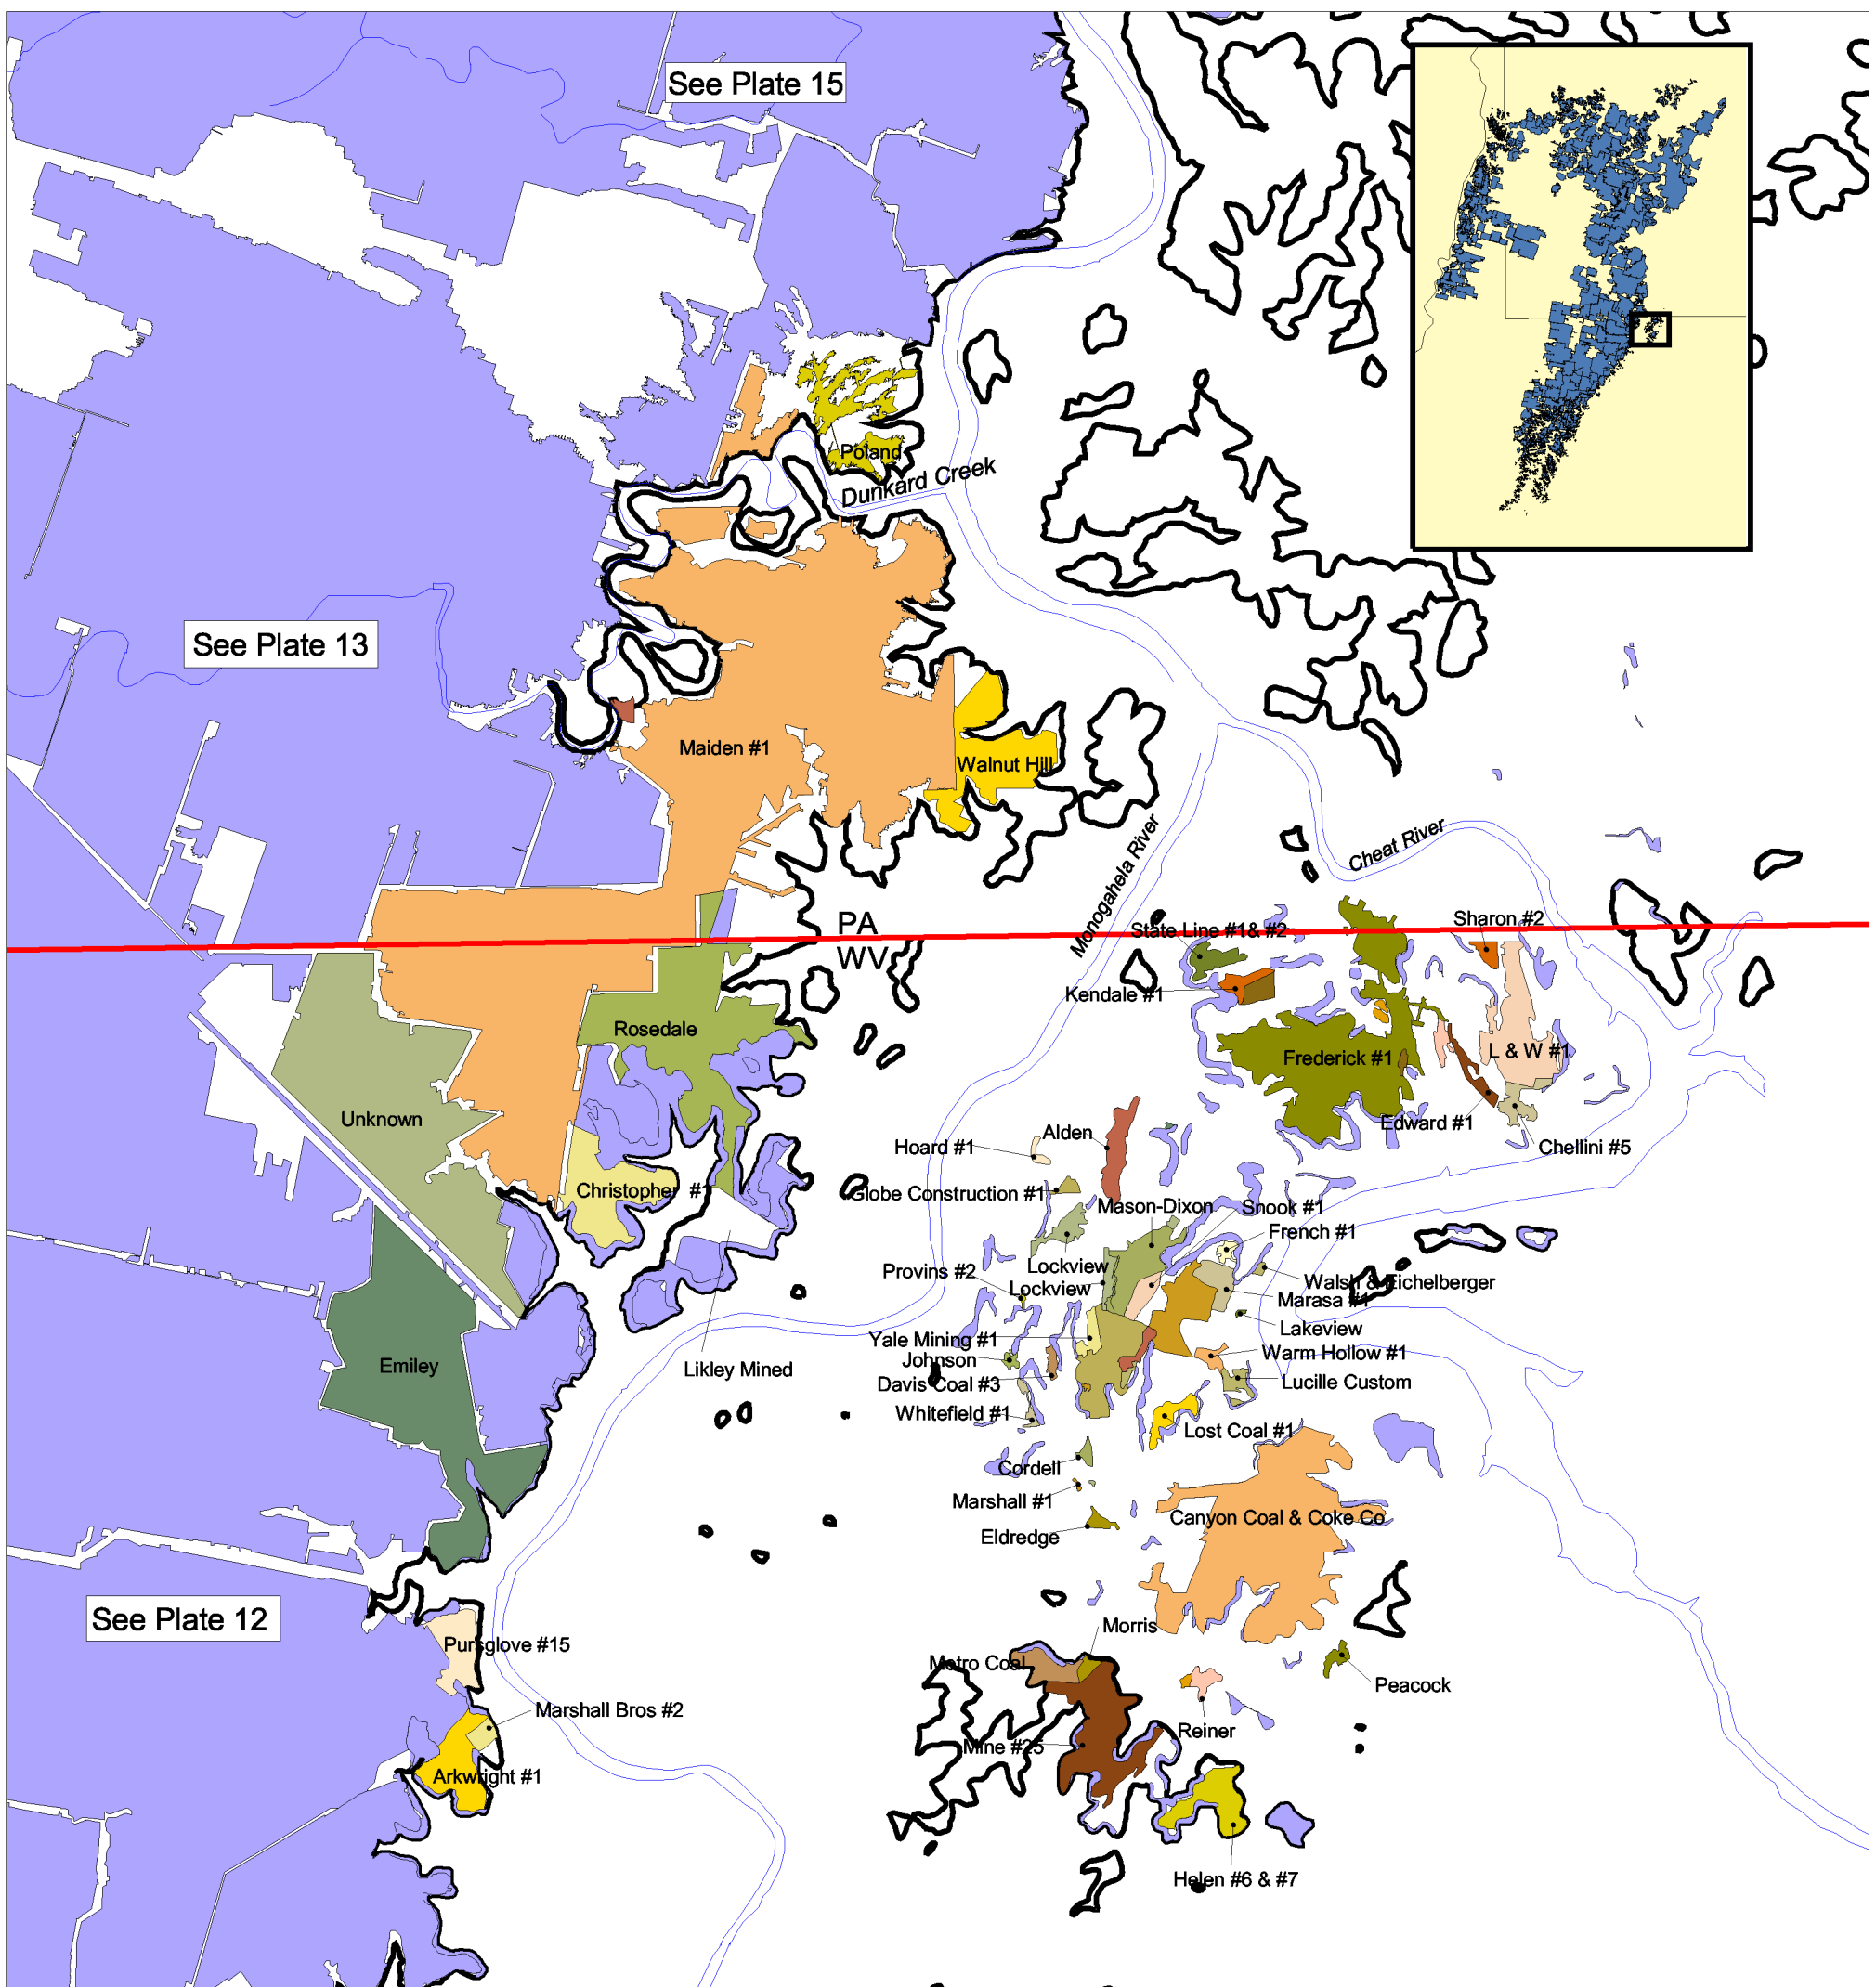 See Plate 15
Poland
Dunkard Creek
See Plate 13
Maiden #1
Walnut Hill
Monogahela River
Cheat River
PA
WV
State Line #1& #2
Sharon #2
Kendale #1
Rosedale
Frederick #1
L & W #1
Unknown
Edward #1
Chellini #5
Hoard #1
Alden
Christopher #1
Globe Construction #1
Mason-Dixon
Snook #1
French #1
Lockview
Provins #2
Lockview
Walsh & Eichelberger
Marasa #1
Lakeview
Yale Mining #1
Johnson
Warm Hollow #1
Emiley
Likley Mined
Davis Coal #3
Lucille Custom
Whitefield #1
Lost Coal #1
Cordell
Marshall #1
Canyon Coal & Coke Co
Eldredge
See Plate 12
Morris
Pursglove #15
Metro Coal
Peacock
Marshall Bros #2
Reiner
Mine #25
Arkwright #1
Helen #6 & #7